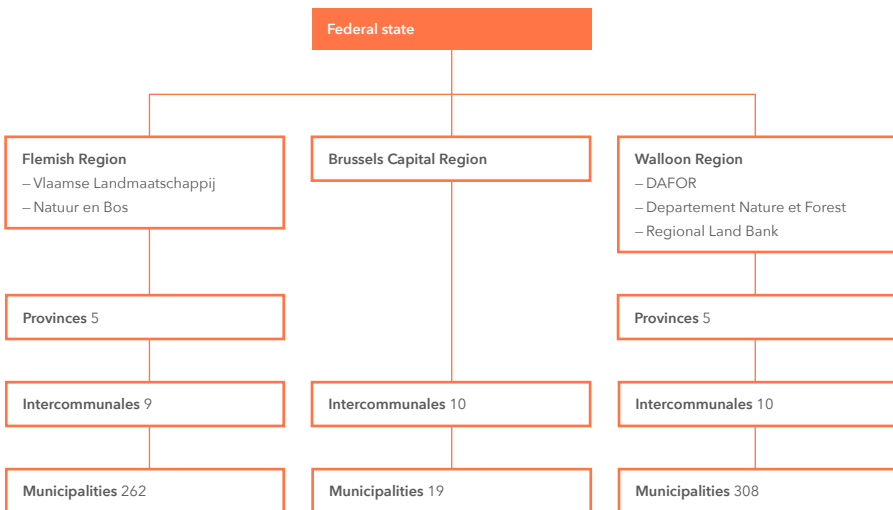 Federal state
Flemish Region
– Vlaamse Landmaatschappij
– Natuur en Bos
Brussels Capital Region
Walloon Region
– DAFOR
– Departement Nature et Forest
– Regional Land Bank
Provinces 5
Provinces 5
Intercommunales 9
Intercommunales 10
Intercommunales 10
Municipalities 262
Municipalities 19
Municipalities 308